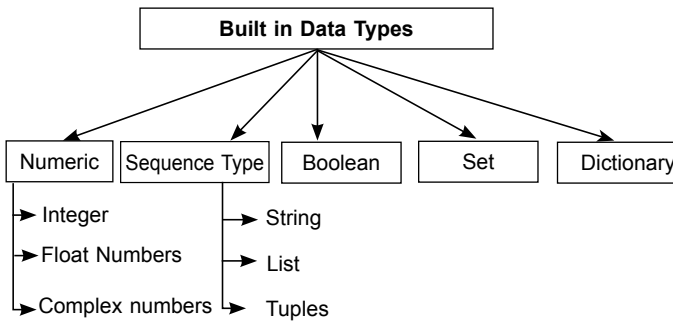 Built in Data Types
Numeric
Sequence Type
Boolean
Set
Dictionary
Integer
Float Numbers
Complex numbers
String
List
Tuples